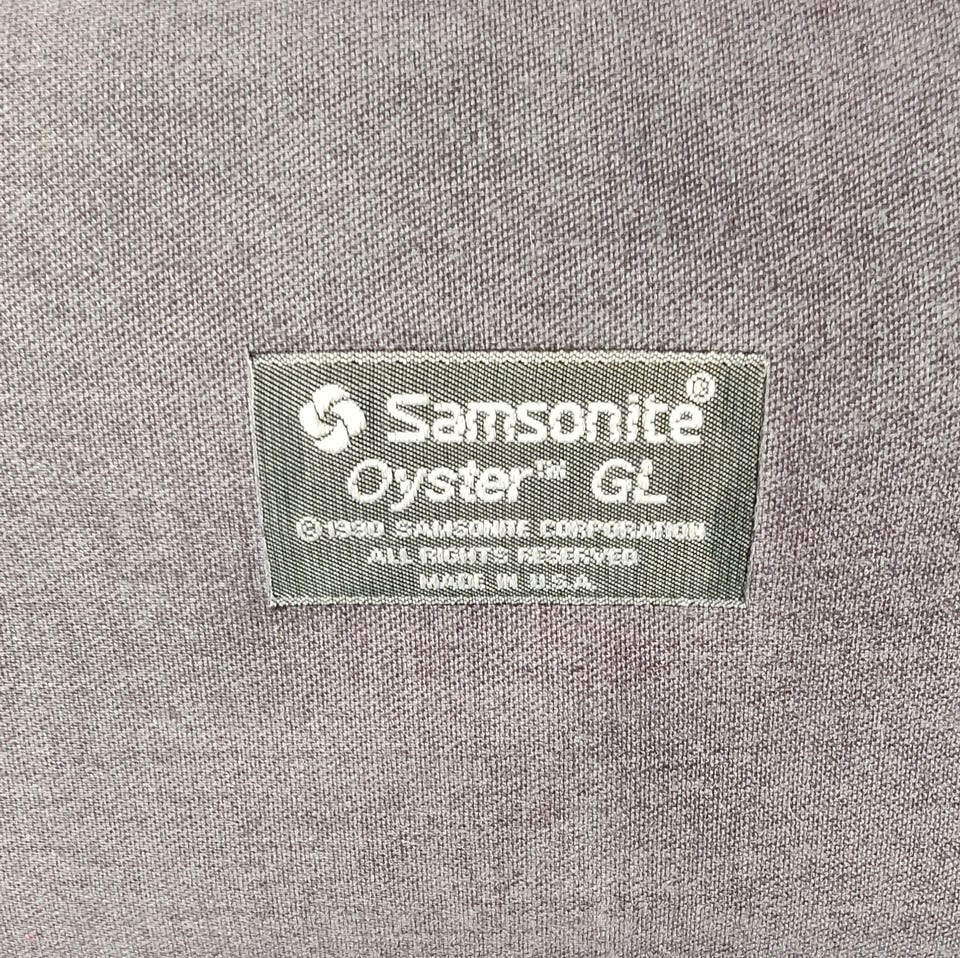 Samsonite®
Oyster™ GL
© 1990 SAMSONITE CORPORATION
ALL RIGHTS RESERVED
MADE IN U.S.A.